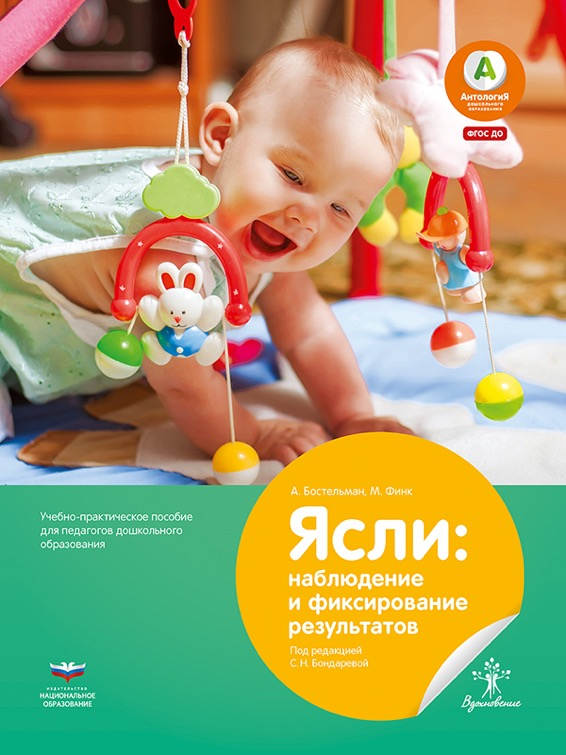 АнтологиЯ
ДОШКОЛЬНОГО
ОБРАЗОВАНИЯ
ФГОС ДО
А. Бостельман, М. Финк
Ясли:
наблюдение
и фиксирование
результатов
Под редакцией
С. Н. Бондаревой
Учебно-практическое пособие
для педагогов дошкольного
образования
ИЗДАТЕЛЬСТВО
НАЦИОНАЛЬНОЕ
ОБРАЗОВАНИЕ
Вдохновение